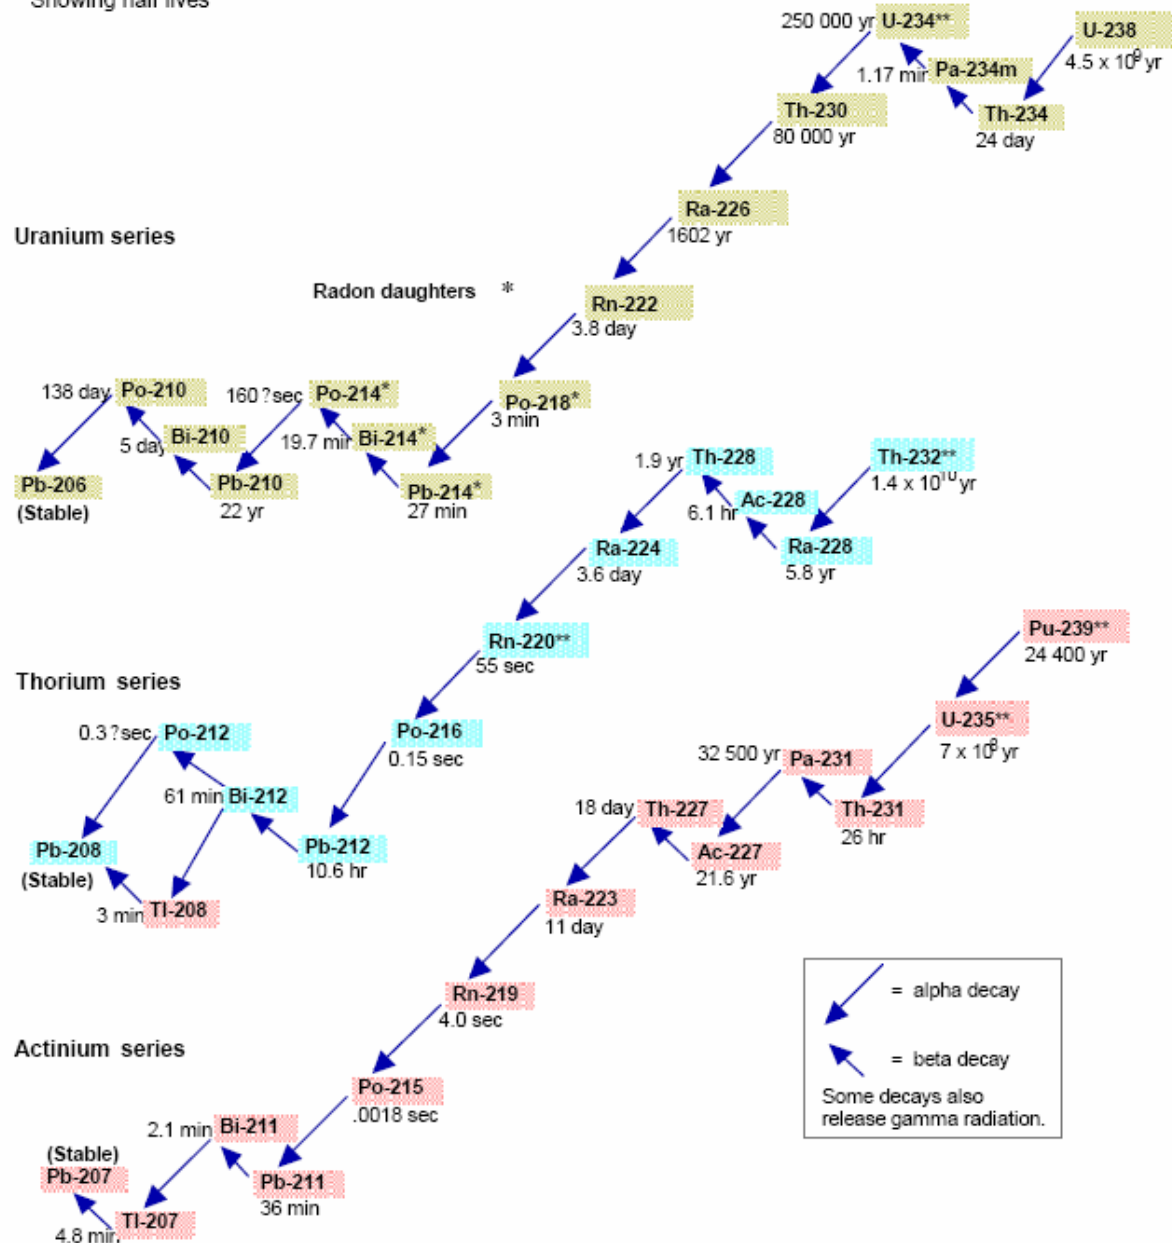 Showing half lives
250 000 yr U-234** U-238
4.5 x 10⁹ yr
1.17 min Pa-234m
Th-230 Th-234
80 000 yr 24 day
Ra-226
1602 yr
Uranium series
Radon daughters *
Rn-222
3.8 day
138 day Po-210 160 ?sec Po-214* Po-218*
3 min
5 day Bi-210 19.7 min Bi-214*
Pb-206 Pb-210 Pb-214*
(Stable) 22 yr 27 min
1.9 yr Th-228 Th-232**
1.4 x 10¹⁰ yr
6.1 hr Ac-228
Ra-224 Ra-228
3.6 day 5.8 yr
Rn-220**
55 sec
Pu-239**
24 400 yr
Thorium series
0.3 ?sec Po-212 Po-216
0.15 sec
U-235**
7 x 10⁸ yr
32 500 yr Pa-231
61 min Bi-212
18 day Th-227 Th-231
26 hr
Pb-208 Pb-212 Ac-227
(Stable) 10.6 hr 21.6 yr
3 min Tl-208
Ra-223
11 day
Rn-219
4.0 sec
Actinium series
Po-215
.0018 sec
2.1 min Bi-211
(Stable)
Pb-207 Pb-211
36 min
4.8 min Tl-207
= alpha decay
= beta decay
Some decays also
release gamma radiation.